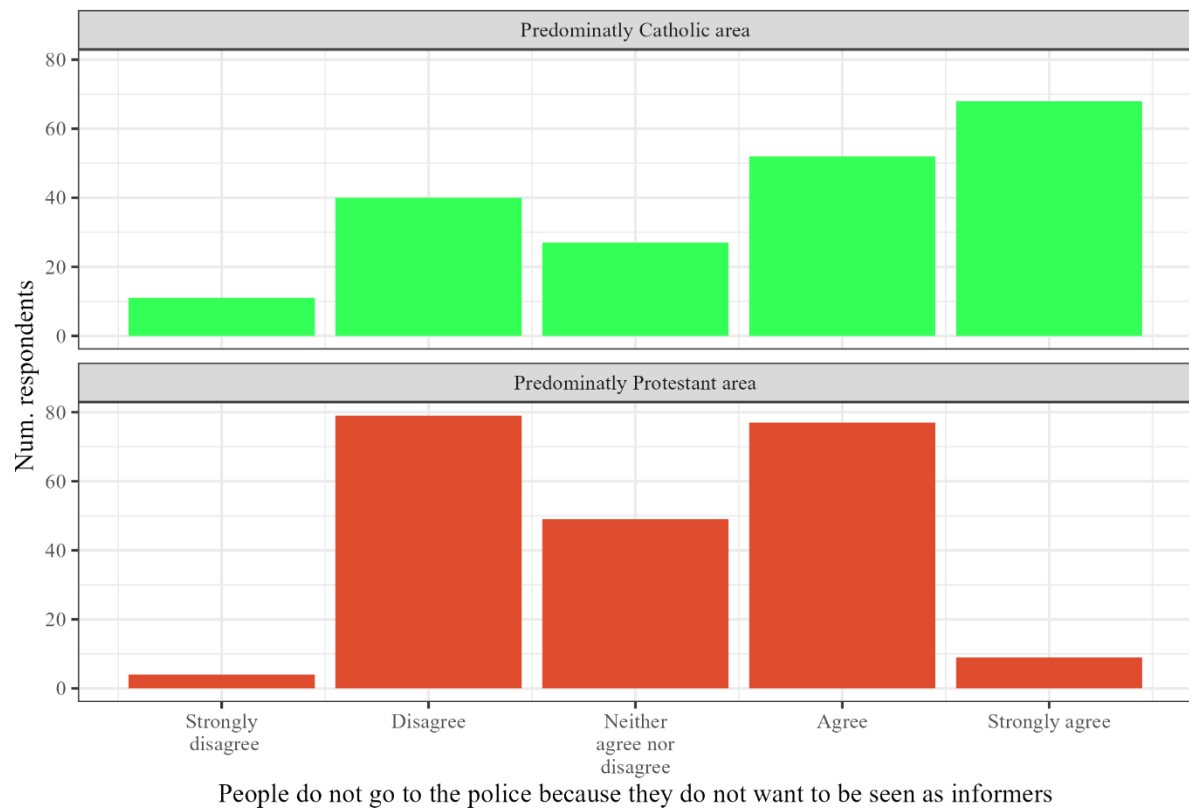 Predominatly Catholic area
80
60
40
20
0
Num. respondents
Predominatly Protestant area
80
60
40
20
0
Strongly
disagree
Disagree
Neither
agree nor
disagree
Agree
Strongly agree
People do not go to the police because they do not want to be seen as informers